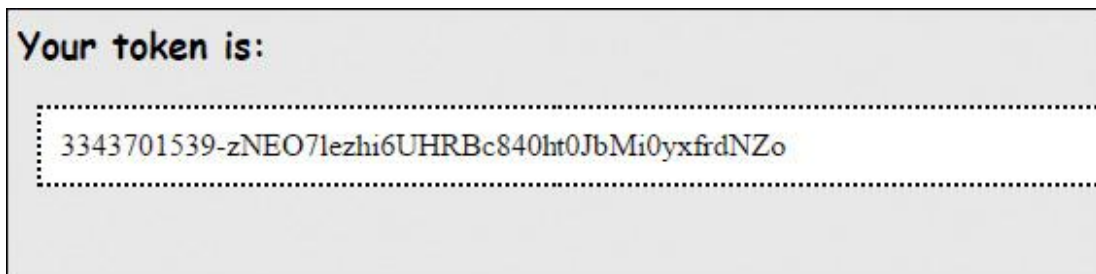 Your token is:
3343701539-zNEO7lezhi6UHRBc840ht0JbMi0yxfrdNZo